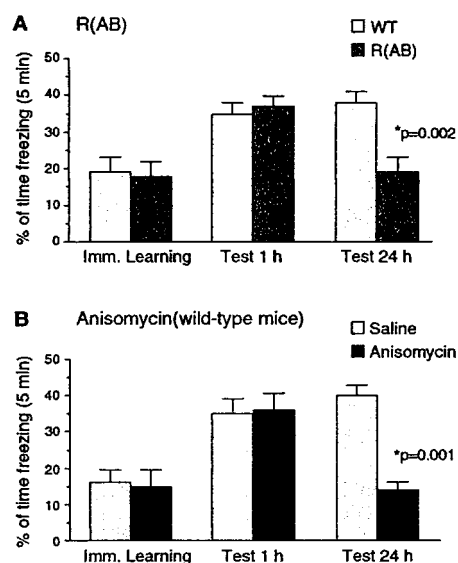 A R(AB)
WT
R(AB)
% of time freezing (5 min)
50
40
30
20
10
0
*p=0.002
Imm. Learning Test 1 h Test 24 h
B Anisomycin(wild-type mice)
Saline
Anisomycin
% of time freezing (5 min)
50
40
30
20
10
0
*p=0.001
Imm. Learning Test 1 h Test 24 h